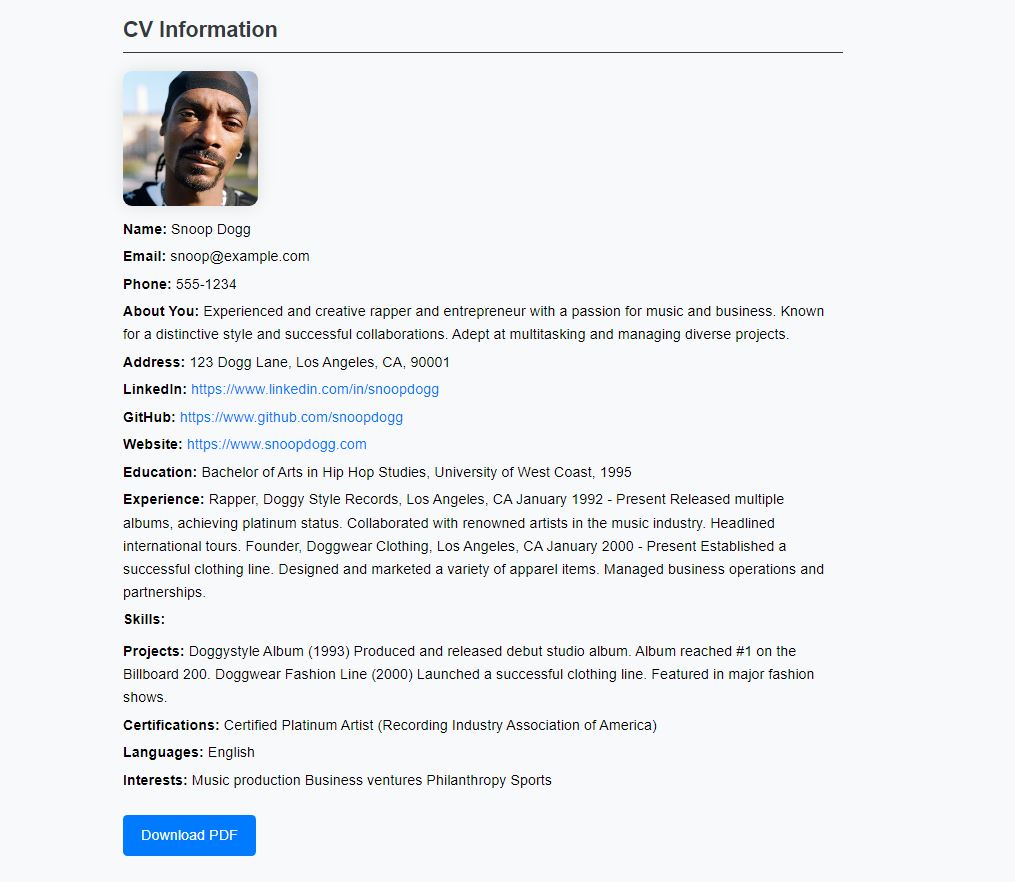 CV Information
Name: Snoop Dogg
Email: snoop@example.com
Phone: 555-1234
About You: Experienced and creative rapper and entrepreneur with a passion for music and business. Known
for a distinctive style and successful collaborations. Adept at multitasking and managing diverse projects.
Address: 123 Dogg Lane, Los Angeles, CA, 90001
LinkedIn: https://www.linkedin.com/in/snoopdogg
GitHub: https://www.github.com/snoopdogg
Website: https://www.snoopdogg.com
Education: Bachelor of Arts in Hip Hop Studies, University of West Coast, 1995
Experience: Rapper, Doggy Style Records, Los Angeles, CA January 1992 - Present Released multiple
albums, achieving platinum status. Collaborated with renowned artists in the music industry. Headlined
international tours. Founder, Doggwear Clothing, Los Angeles, CA January 2000 - Present Established a
successful clothing line. Designed and marketed a variety of apparel items. Managed business operations and
partnerships.
Skills:
Projects: Doggystyle Album (1993) Produced and released debut studio album. Album reached #1 on the
Billboard 200. Doggwear Fashion Line (2000) Launched a successful clothing line. Featured in major fashion
shows.
Certifications: Certified Platinum Artist (Recording Industry Association of America)
Languages: English
Interests: Music production Business ventures Philanthropy Sports
Download PDF